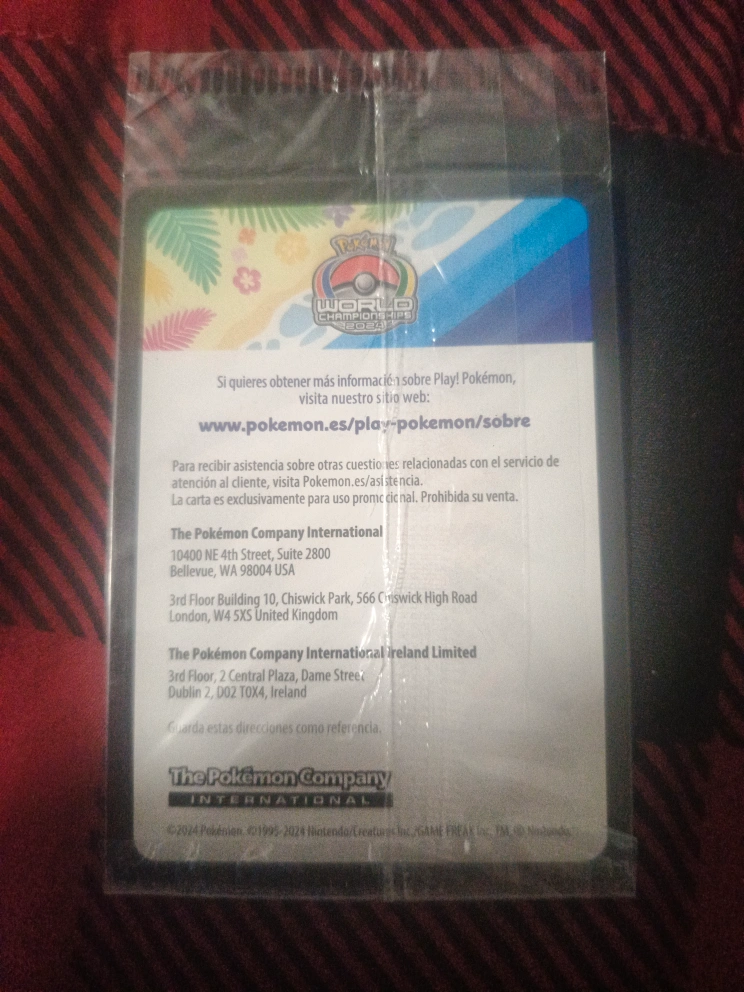 POKÉMON
WORLD
CHAMPIONSHIPS
2024
Si quieres obtener más información sobre Play! Pokémon,
visita nuestro sitio web:
www.pokemon.es/play-pokemon/sobre
Para recibir asistencia sobre otras cuestiones relacionadas con el servicio de
atención al cliente, visita Pokemon.es/asistencia.
La carta es exclusivamente para uso promocional. Prohibida su venta.
The Pokémon Company International
10400 NE 4th Street, Suite 2800
Bellevue, WA 98004 USA
3rd Floor Building 10, Chiswick Park, 566 Chiswick High Road
London, W4 5XS United Kingdom
The Pokémon Company International Ireland Limited
3rd Floor, 2 Central Plaza, Dame Street
Dublin 2, D02 T0X4, Ireland
Guarda estas direcciones como referencia.
The Pokémon Company
INTERNATIONAL
©2024 Pokémon. ©1995-2024 Nintendo/Creatures Inc./GAME FREAK inc. TM, ® Nintendo.